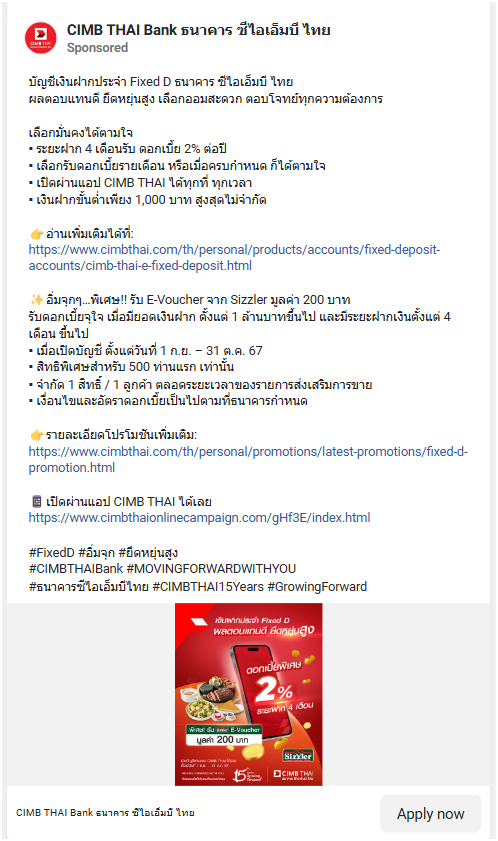 CIMB THAI Bank ธนาคาร ซีไอเอ็มบี ไทย
Sponsored
บัญชีเงินฝากประจำ Fixed D ธนาคาร ซีไอเอ็มบี ไทย
ผลตอบแทนดี ยืดหยุ่นสูง เลือกออมสะดวก ตอบโจทย์ทุกความต้องการ
เลือกมั่นคงได้ตามใจ
▪ ระยะฝาก 4 เดือนรับ ดอกเบี้ย 2% ต่อปี
▪ เลือกรับดอกเบี้ยรายเดือน หรือเมื่อครบกำหนด ก็ได้ตามใจ
▪ เปิดผ่านแอป CIMB THAI ได้ทุกที่ ทุกเวลา
▪ เงินฝากขั้นต่ำเพียง 1,000 บาท สูงสุดไม่จำกัด
👉 อ่านเพิ่มเติมได้ที่:
https://www.cimbthai.com/th/personal/products/accounts/fixed-deposit-
accounts/cimb-thai-e-fixed-deposit.html
✨ อิ่มจุกๆ...พิเศษ!! รับ E-Voucher จาก Sizzler มูลค่า 200 บาท
รับดอกเบี้ยจุใจ เมื่อมียอดเงินฝาก ตั้งแต่ 1 ล้านบาทขึ้นไป และมีระยะฝากเงินตั้งแต่ 4
เดือน ขึ้นไป
▪ เมื่อเปิดบัญชี ตั้งแต่วันที่ 1 ก.ย. – 31 ต.ค. 67
▪ สิทธิพิเศษสำหรับ 500 ท่านแรก เท่านั้น
▪ จำกัด 1 สิทธิ์ / 1 ลูกค้า ตลอดระยะเวลาของรายการส่งเสริมการขาย
▪ เงื่อนไขและอัตราดอกเบี้ยเป็นไปตามที่ธนาคารกำหนด
👉 รายละเอียดโปรโมชันเพิ่มเติม:
https://www.cimbthai.com/th/personal/promotions/latest-promotions/fixed-d-
promotion.html
📱 เปิดผ่านแอป CIMB THAI ได้เลย
https://www.cimbthaionlinecampaign.com/gHf3E/index.html
#FixedD #อิ่มจุก #ยืดหยุ่นสูง
#CIMBTHAIBank #MOVINGFORWARDWITHYOU
#ธนาคารซีไอเอ็มบีไทย #CIMBTHAI15Years #GrowingForward
เงินฝากประจำ Fixed D
ผลตอบแทนดี ยืดหยุ่นสูง
ดอกเบี้ยพิเศษ
2%
ระยะฝาก 4 เดือน
พิเศษ! รับ E-Voucher
มูลค่า 200 บาท
Sizzler
15 Years Growing Forward
CIMB THAI
CIMB THAI Bank ธนาคาร ซีไอเอ็มบี ไทย
Apply now